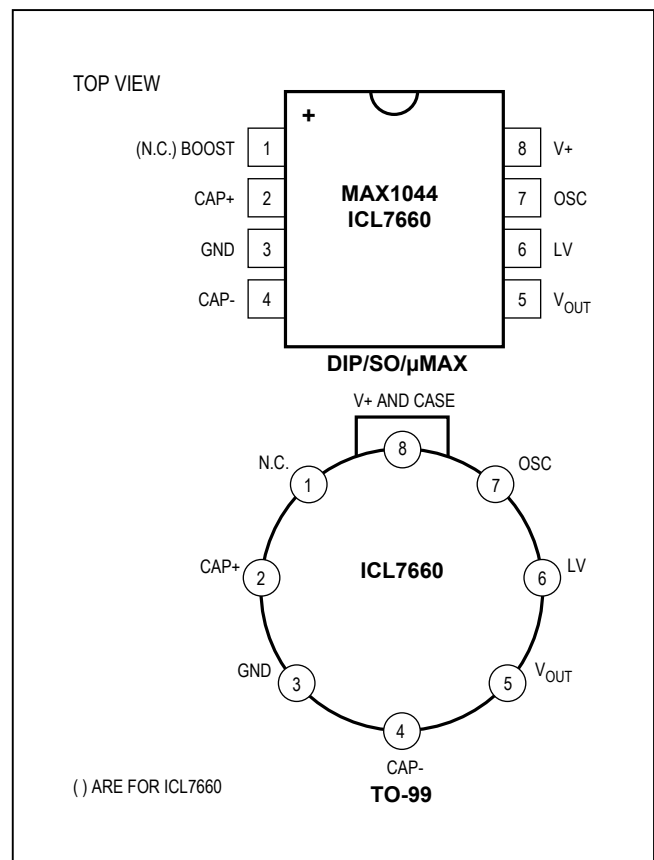 TOP VIEW
+
(N.C.) BOOST 1
8 V+
CAP+ 2
7 OSC
GND 3
6 LV
CAP- 4
5 VOUT
MAX1044
ICL7660
DIP/SO/µMAX
V+ AND CASE
8
N.C.
1
OSC
7
CAP+ 2
ICL7660
6 LV
GND
3
VOUT
5
4
CAP-
TO-99
( ) ARE FOR ICL7660